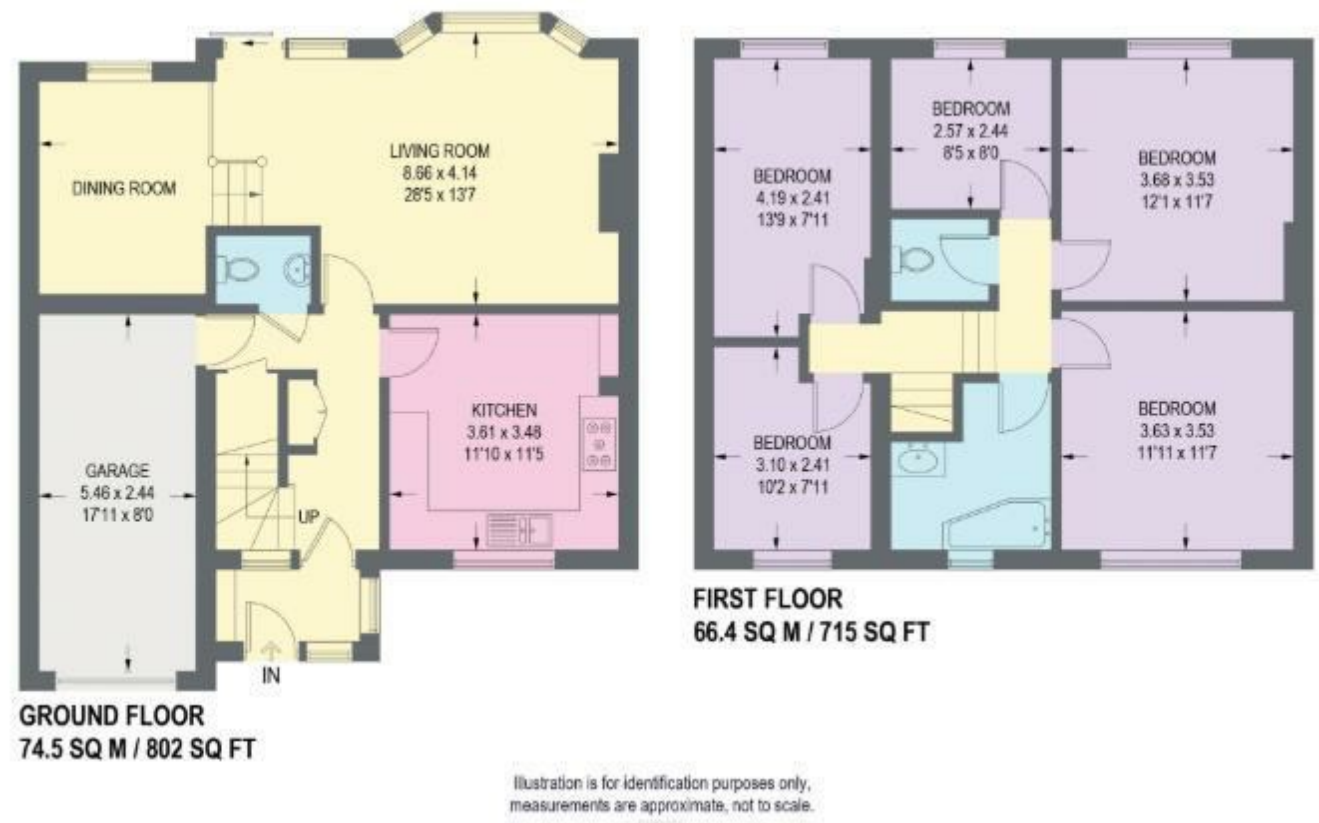 DINING ROOM
LIVING ROOM
8.66 x 4.14
28'5 x 13'7
GARAGE
5.46 x 2.44
17'11 x 8'0
UP
KITCHEN
3.61 x 3.48
11'10 x 11'5
IN
GROUND FLOOR
74.5 SQ M / 802 SQ FT
BEDROOM
4.19 x 2.41
13'9 x 7'11
BEDROOM
2.57 x 2.44
8'5 x 8'0
BEDROOM
3.68 x 3.53
12'1 x 11'7
BEDROOM
3.10 x 2.41
10'2 x 7'11
BEDROOM
3.63 x 3.53
11'11 x 11'7
FIRST FLOOR
66.4 SQ M / 715 SQ FT
Illustration is for identification purposes only,
measurements are approximate, not to scale.